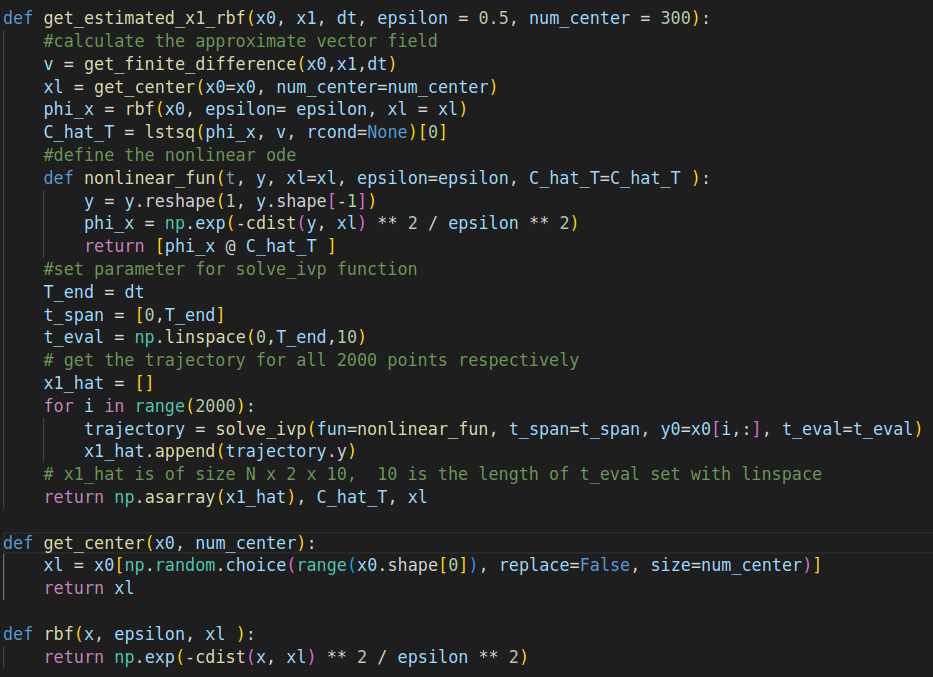 def get_estimated_x1_rbf(x0, x1, dt, epsilon = 0.5, num_center = 300):
    #calculate the approximate vector field
    v = get_finite_difference(x0,x1,dt)
    xl = get_center(x0=x0, num_center=num_center)
    phi_x = rbf(x0, epsilon= epsilon, xl = xl)
    C_hat_T = lstsq(phi_x, v, rcond=None)[0]
    #define the nonlinear ode
    def nonlinear_fun(t, y, xl=xl, epsilon=epsilon, C_hat_T=C_hat_T ):
        y = y.reshape(1, y.shape[-1])
        phi_x = np.exp(-cdist(y, xl) ** 2 / epsilon ** 2)
        return [phi_x @ C_hat_T ]
    #set parameter for solve_ivp function
    T_end = dt
    t_span = [0,T_end]
    t_eval = np.linspace(0,T_end,10)
    # get the trajectory for all 2000 points respectively
    x1_hat = []
    for i in range(2000):
        trajectory = solve_ivp(fun=nonlinear_fun, t_span=t_span, y0=x0[i,:], t_eval=t_eval)
        x1_hat.append(trajectory.y)
    # x1_hat is of size N x 2 x 10,  10 is the length of t_eval set with linspace
    return np.asarray(x1_hat), C_hat_T, xl

def get_center(x0, num_center):
    xl = x0[np.random.choice(range(x0.shape[0]), replace=False, size=num_center)]
    return xl

def rbf(x, epsilon, xl ):
    return np.exp(-cdist(x, xl) ** 2 / epsilon ** 2)